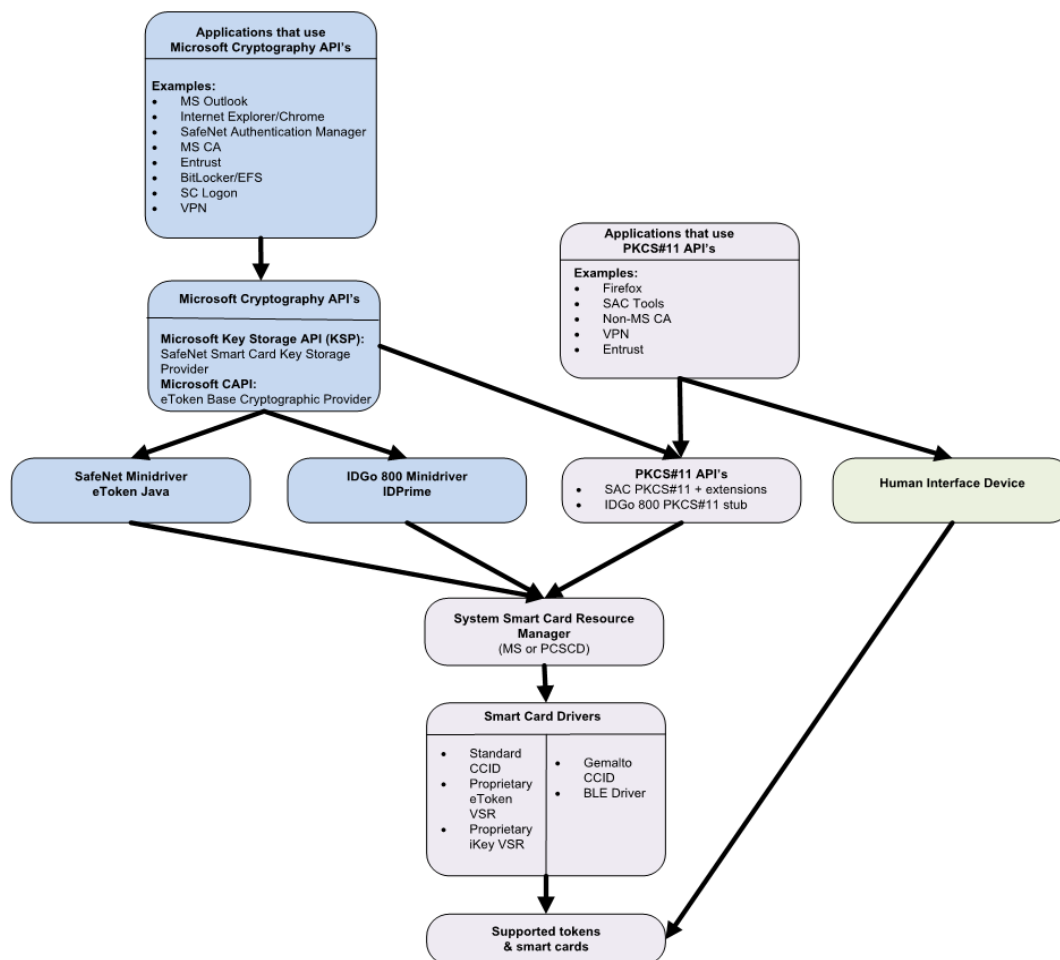 Applications that use
Microsoft Cryptography API's
Examples:
• MS Outlook
• Internet Explorer/Chrome
• SafeNet Authentication Manager
• MS CA
• Entrust
• BitLocker/EFS
• SC Logon
• VPN
Applications that use
PKCS#11 API's
Examples:
• Firefox
• SAC Tools
• Non-MS CA
• VPN
• Entrust
Microsoft Cryptography API's
Microsoft Key Storage API (KSP):
SafeNet Smart Card Key Storage
Provider
Microsoft CAPI:
eToken Base Cryptographic Provider
SafeNet Minidriver
eToken Java
IDGo 800 Minidriver
IDPrime
PKCS#11 API's
• SAC PKCS#11 + extensions
• IDGo 800 PKCS#11 stub
Human Interface Device
System Smart Card Resource
Manager
(MS or PCSCD)
Smart Card Drivers
• Standard
CCID
• Proprietary
eToken
VSR
• Proprietary
iKey VSR
• Gemalto
CCID
• BLE Driver
Supported tokens
& smart cards